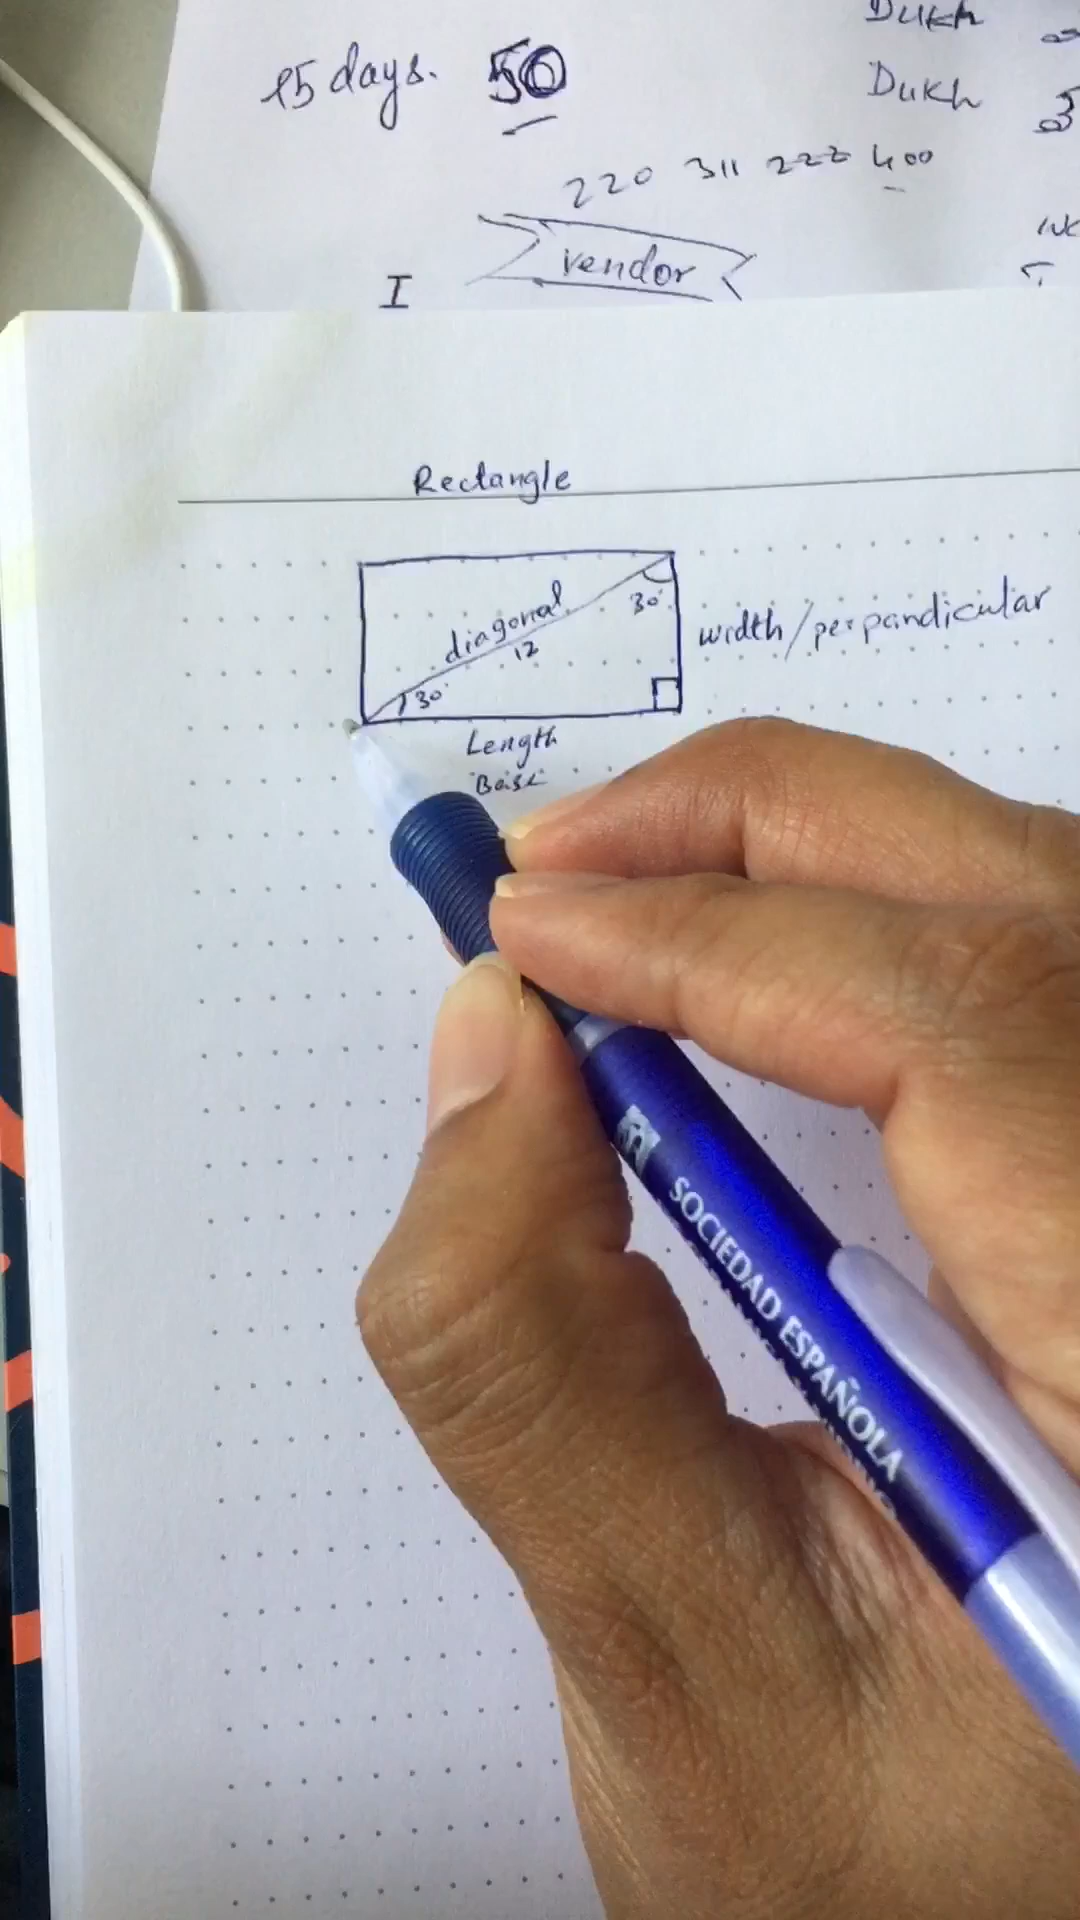 Dukh
15 days. 50
Dukh
220 311 222 400
vendor
I
Rectangle
diagonal
12
30°
30°
width/perpandicular
Length
Base
SOCIEDAD ESPAÑOLA